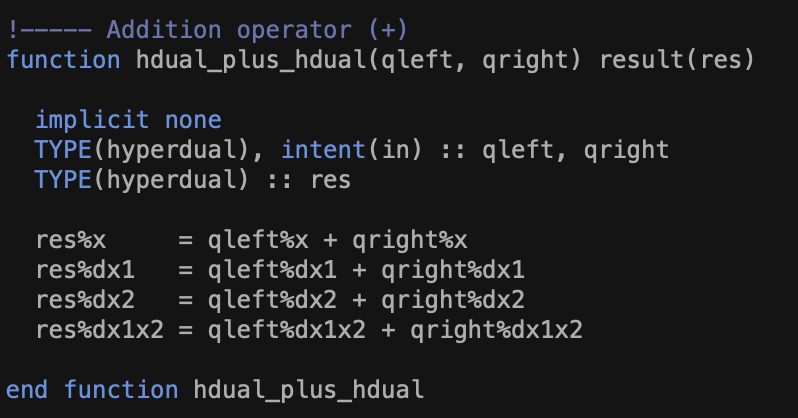 !----- Addition operator (+)
function hdual_plus_hdual(qleft, qright) result(res)
implicit none
TYPE(hyperdual), intent(in) :: qleft, qright
TYPE(hyperdual) :: res
res%x     = qleft%x + qright%x
res%dx1   = qleft%dx1 + qright%dx1
res%dx2   = qleft%dx2 + qright%dx2
res%dx1x2 = qleft%dx1x2 + qright%dx1x2
end function hdual_plus_hdual